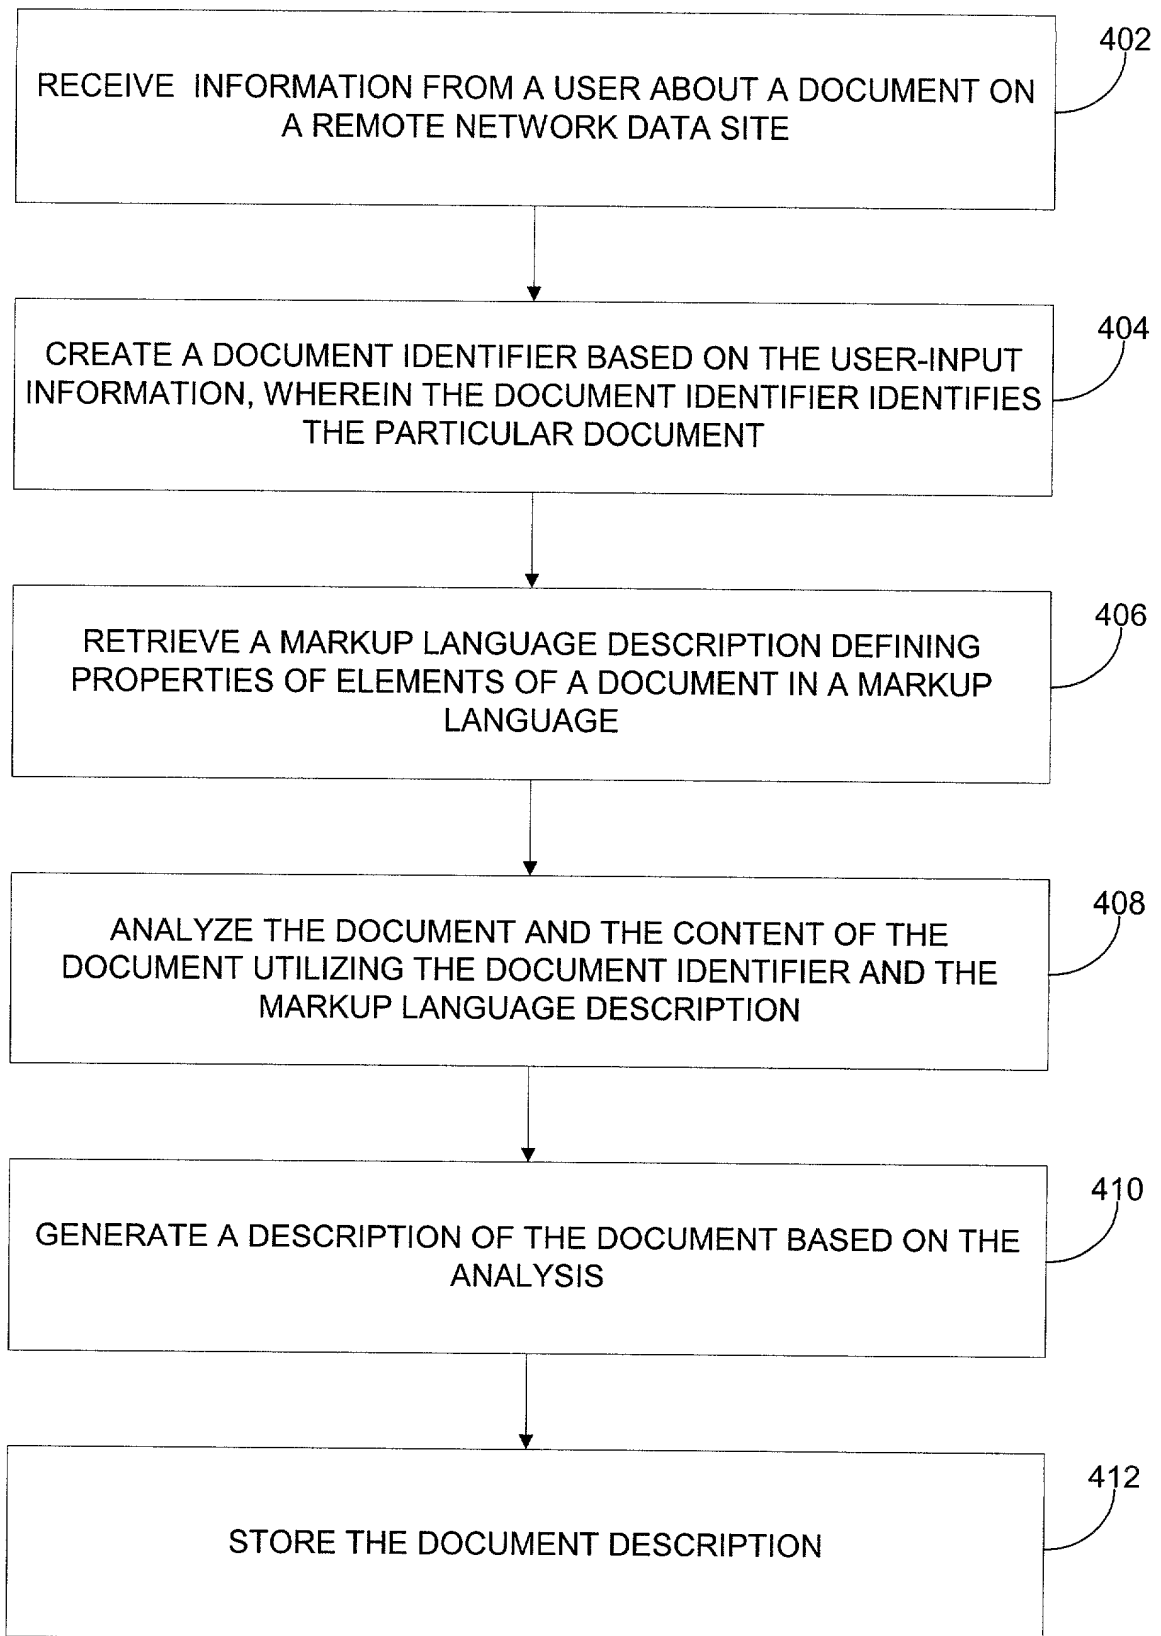 402
RECEIVE INFORMATION FROM A USER ABOUT A DOCUMENT ON
A REMOTE NETWORK DATA SITE
404
CREATE A DOCUMENT IDENTIFIER BASED ON THE USER-INPUT
INFORMATION, WHEREIN THE DOCUMENT IDENTIFIER IDENTIFIES
THE PARTICULAR DOCUMENT
406
RETRIEVE A MARKUP LANGUAGE DESCRIPTION DEFINING
PROPERTIES OF ELEMENTS OF A DOCUMENT IN A MARKUP
LANGUAGE
408
ANALYZE THE DOCUMENT AND THE CONTENT OF THE
DOCUMENT UTILIZING THE DOCUMENT IDENTIFIER AND THE
MARKUP LANGUAGE DESCRIPTION
410
GENERATE A DESCRIPTION OF THE DOCUMENT BASED ON THE
ANALYSIS
412
STORE THE DOCUMENT DESCRIPTION